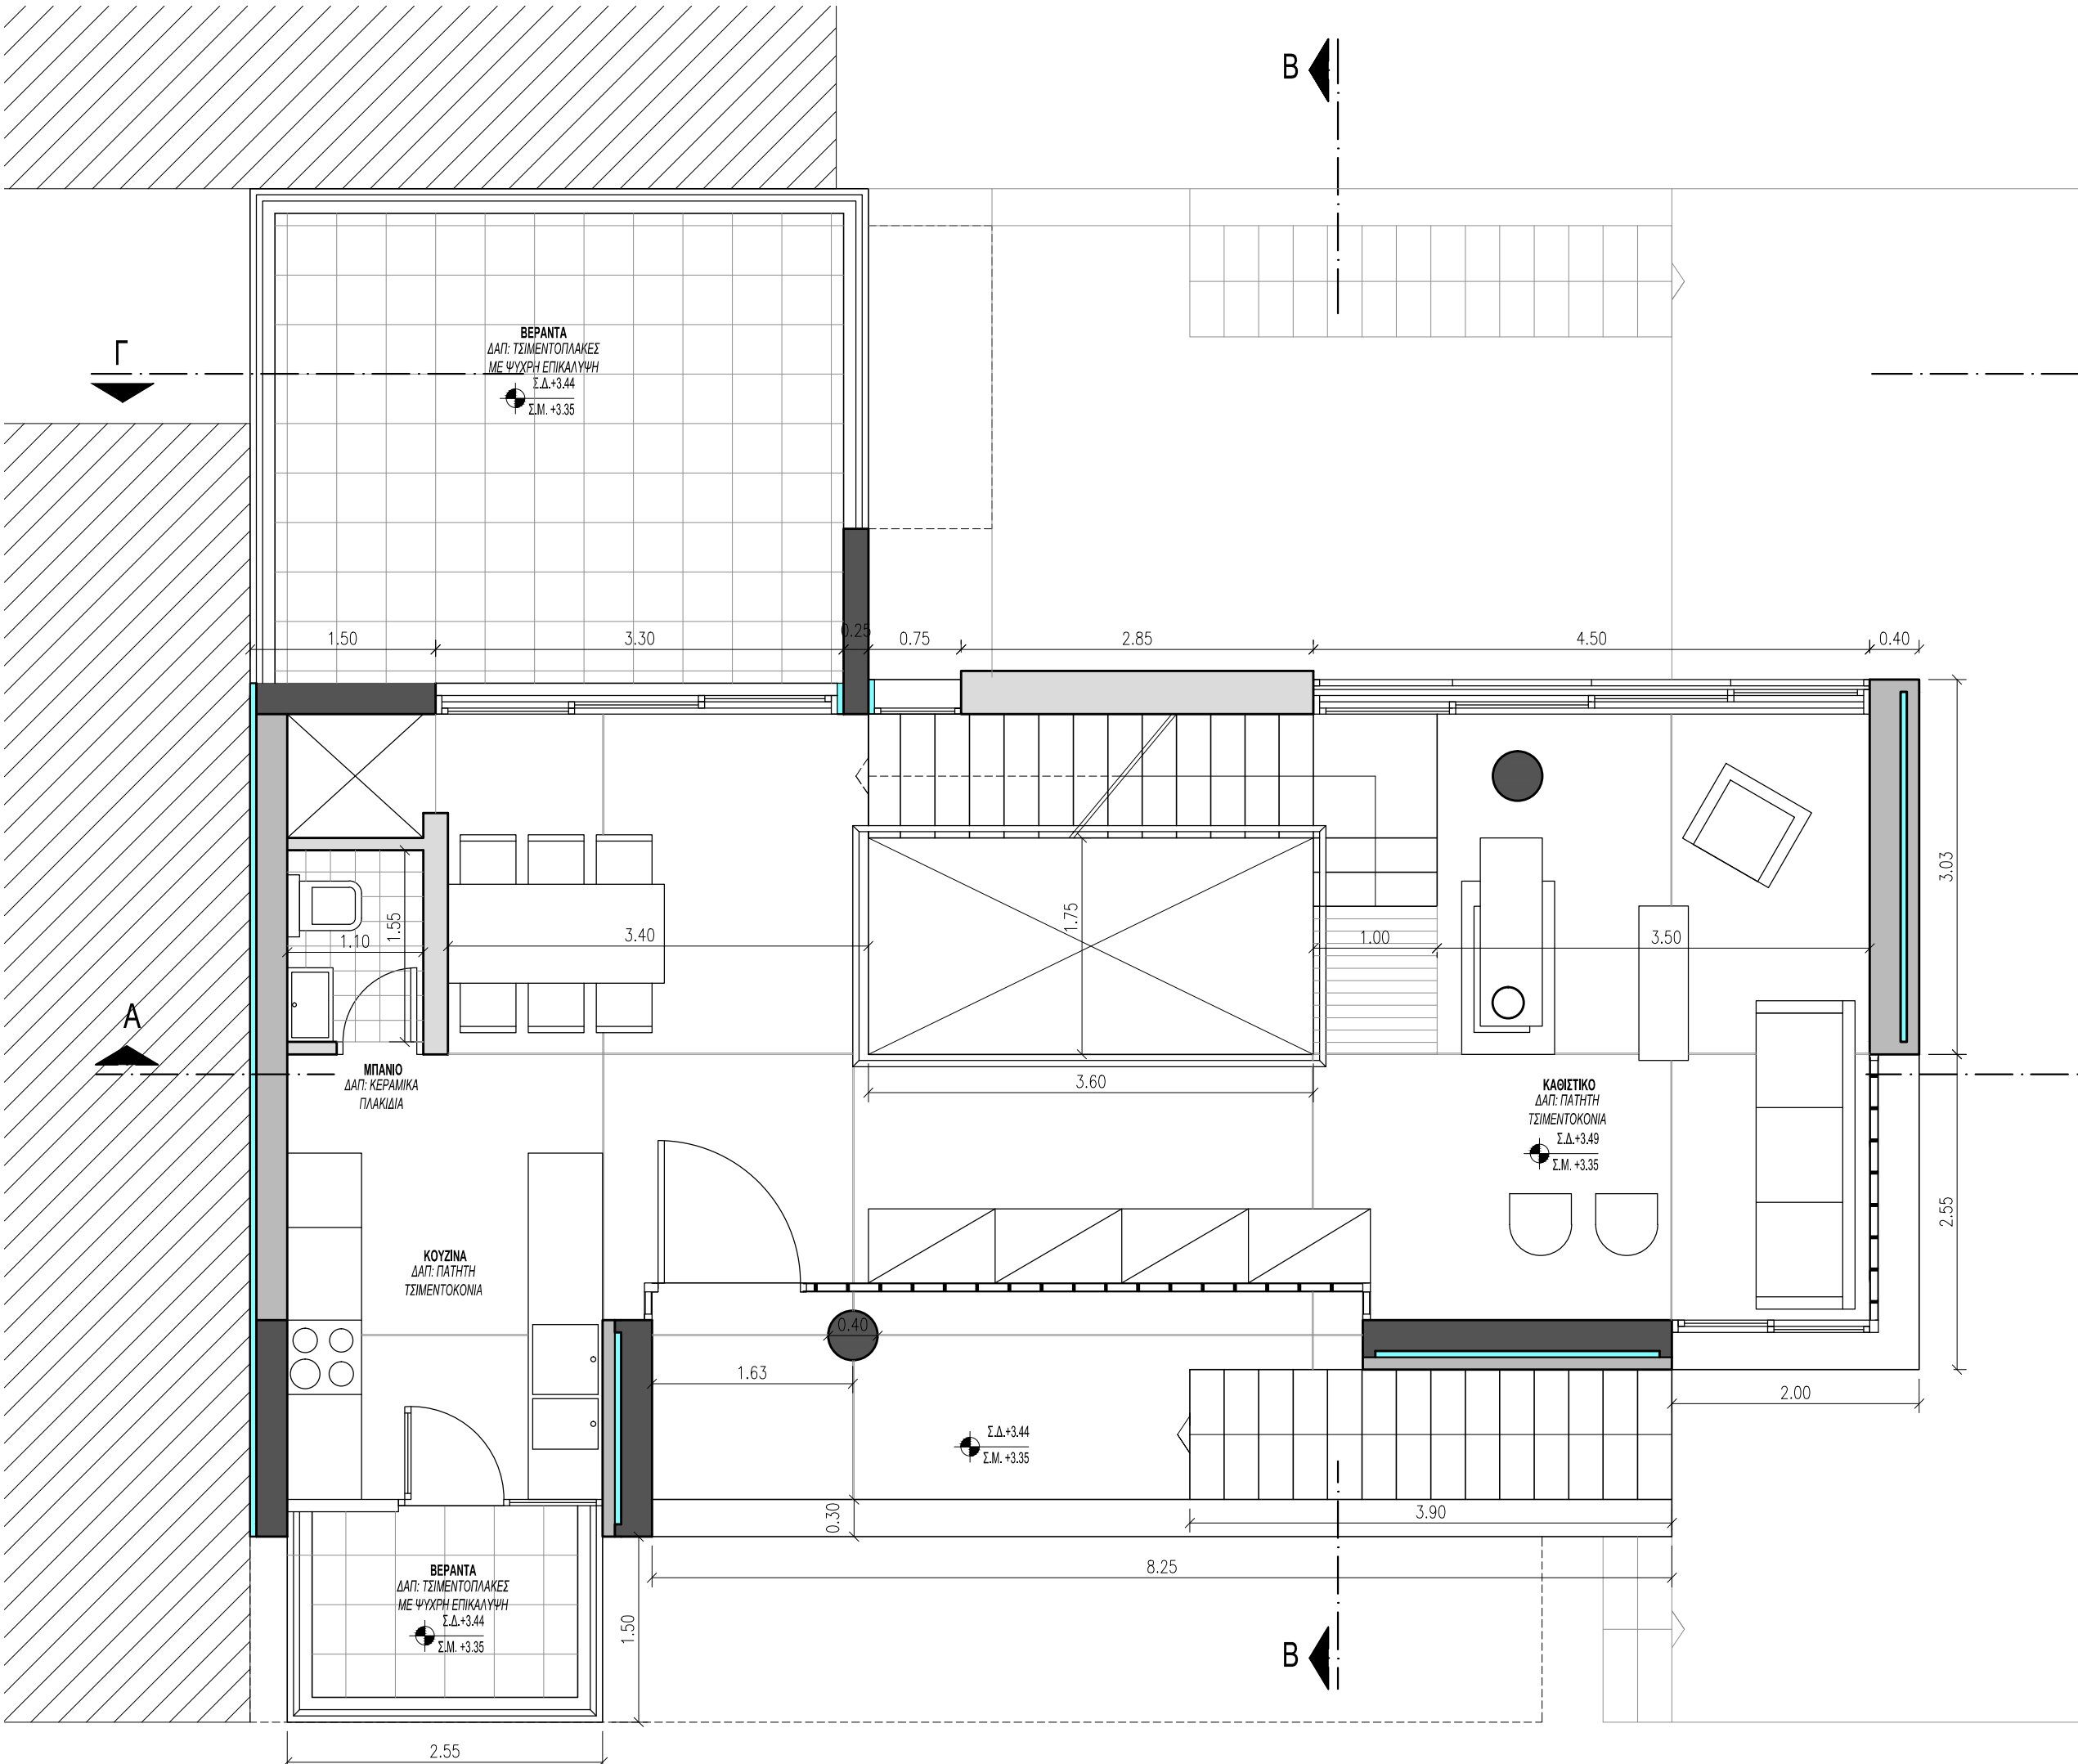 B
Γ
ΒΕΡΑΝΤΑ
ΔΑΠ: ΤΣΙΜΕΝΤΟΠΛΑΚΕΣ
ΜΕ ΨΥΧΡΗ ΕΠΙΚΑΛΥΨΗ
Σ.Δ.+3.44
Σ.Μ. +3.35
1.50
3.30
0.25
0.75
2.85
4.50
0.40
3.03
1.75
1.55
1.10
3.40
1.00
3.50
A
ΜΠΑΝΙΟ
ΔΑΠ: ΚΕΡΑΜΙΚΑ
ΠΛΑΚΙΔΙΑ
3.60
ΚΑΘΙΣΤΙΚΟ
ΔΑΠ: ΠΑΤΗΤΗ
ΤΣΙΜΕΝΤΟΚΟΝΙΑ
Σ.Δ.+3.49
Σ.Μ. +3.35
2.55
ΚΟΥΖΙΝΑ
ΔΑΠ: ΠΑΤΗΤΗ
ΤΣΙΜΕΝΤΟΚΟΝΙΑ
0.40
1.63
2.00
Σ.Δ.+3.44
Σ.Μ. +3.35
0.30
3.90
8.25
ΒΕΡΑΝΤΑ
ΔΑΠ: ΤΣΙΜΕΝΤΟΠΛΑΚΕΣ
ΜΕ ΨΥΧΡΗ ΕΠΙΚΑΛΥΨΗ
Σ.Δ.+3.44
Σ.Μ. +3.35
1.50
B
2.55